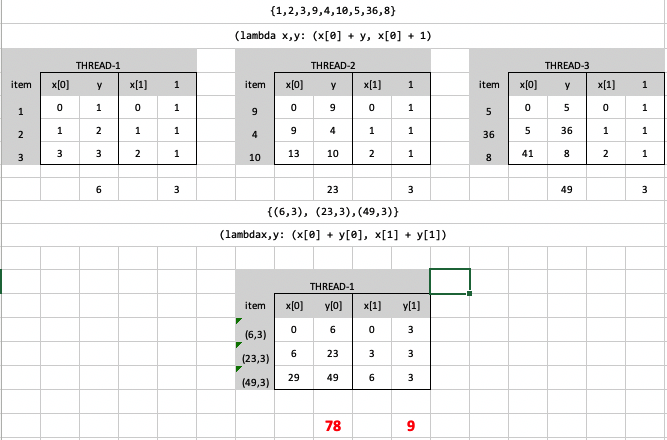 {1,2,3,9,4,10,5,36,8}
(lambda x,y: (x[0] + y, x[0] + 1)
THREAD-1 THREAD-2 THREAD-3
item x[0] y x[1] 1 item x[0] y x[1] 1 item x[0] y x[1] 1
1 0 1 0 1 9 0 9 0 1 5 0 5 0 1
2 1 2 1 1 4 9 4 1 1 36 5 36 1 1
3 3 3 2 1 10 13 10 2 1 8 41 8 2 1
6 3 23 3 49 3
{(6,3), (23,3),(49,3)}
(lambdax,y: (x[0] + y[0], x[1] + y[1])
THREAD-1
item x[0] y[0] x[1] y[1]
(6,3) 0 6 0 3
(23,3) 6 23 3 3
(49,3) 29 49 6 3
78 9